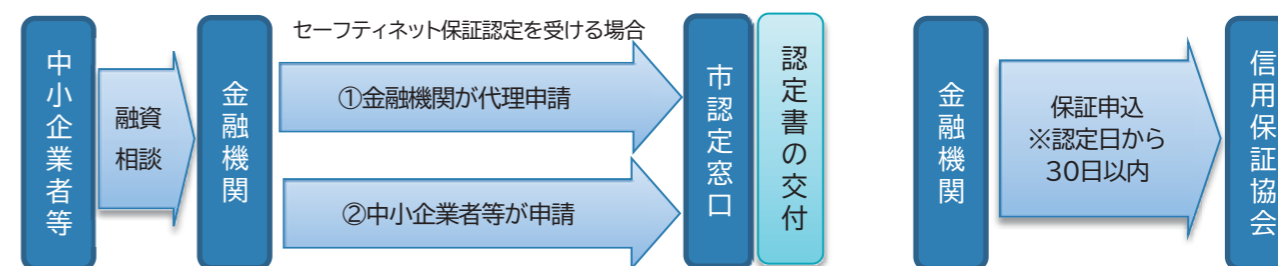 セーフティネット保証認定を受ける場合
中小企業者等
融資
相談
金融機関
①金融機関が代理申請
②中小企業者等が申請
市認定窓口
認定書の交付
金融機関
保証申込
※認定日から
30日以内
信用保証協会